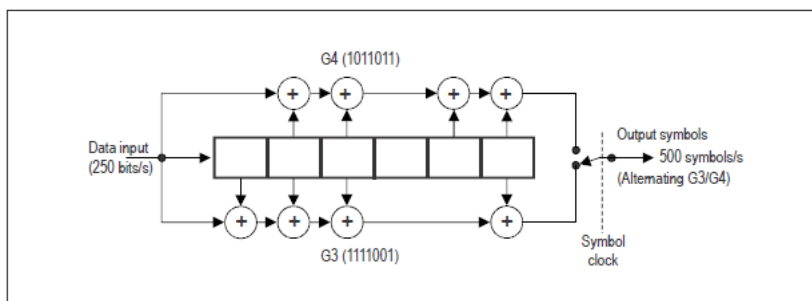 G4 (1011011)
+ + + +
Data input
(250 bits/s)
Output symbols
500 symbols/s
(Alternating G3/G4)
+ + + +
G3 (1111001)
Symbol
clock